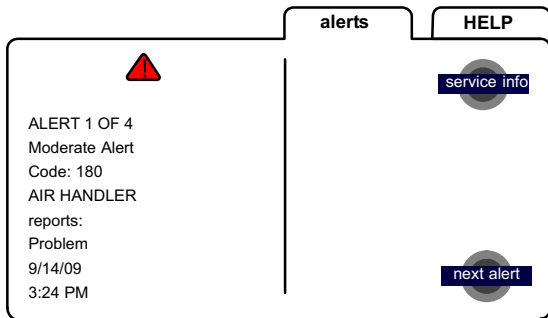 alerts
HELP
service info
ALERT 1 OF 4
Moderate Alert
Code: 180
AIR HANDLER
reports:
Problem
9/14/09
3:24 PM
next alert